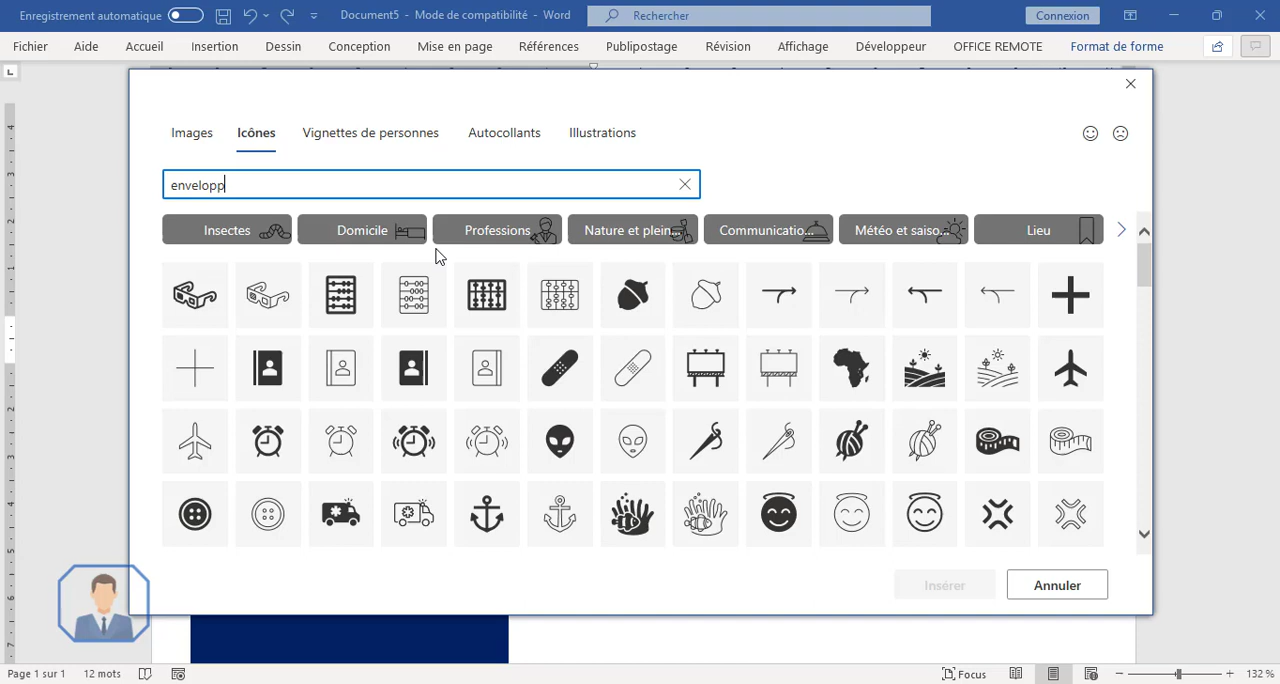 Enregistrement automatique Document5 - Mode de compatibilité - Word Rechercher Connexion
Fichier Aide Accueil Insertion Dessin Conception Mise en page Références Publipostage Révision Affichage Développeur OFFICE REMOTE Format de forme
Images Icônes Vignettes de personnes Autocollants Illustrations
envelopp
Insectes Domicile Professions Nature et plein... Communicatio... Météo et saiso... Lieu
Insérer Annuler
Page 1 sur 1 12 mots Focus 132 %